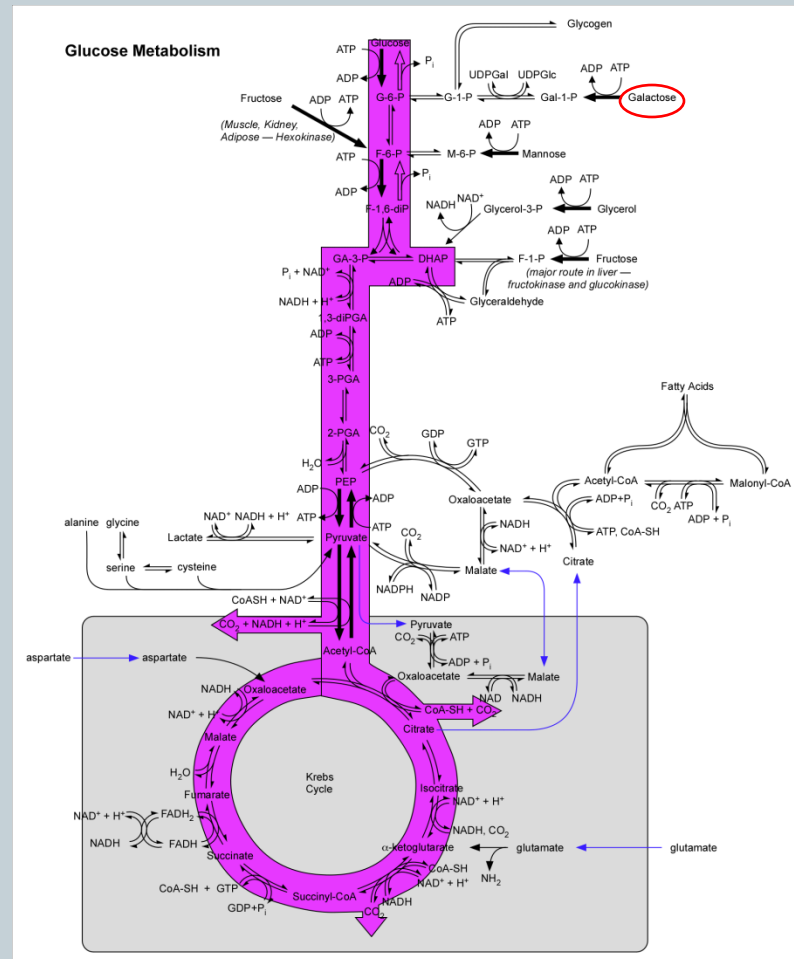 Glucose Metabolism
Glycogen
Glucose
ATP
ADP
Pi
G-6-P
G-1-P
UDPGal UDPGlc
Gal-1-P
ADP ATP
Galactose
Fructose
ADP ATP
(Muscle, Kidney,
Adipose — Hexokinase)
F-6-P
M-6-P
ADP ATP
Mannose
ATP
ADP
Pi
F-1,6-diP
NADH NAD⁺
Glycerol-3-P
ADP ATP
Glycerol
GA-3-P
DHAP
F-1-P
ADP ATP
Fructose
(major route in liver —
fructokinase and glucokinase)
ADP
ATP
Glyceraldehyde
Pi + NAD⁺
NADH + H⁺
1,3-diPGA
ADP
ATP
3-PGA
2-PGA
H₂O
PEP
CO₂
GDP
GTP
Oxaloacetate
Fatty Acids
Acetyl-CoA
Malonyl-CoA
ADP+Pi
ATP, CoA-SH
CO₂ ATP
ADP + Pi
Citrate
ADP
ATP
ADP
ATP
NADH
NAD⁺ + H⁺
Malate
CO₂
NADPH
NADP
alanine glycine
serine
cysteine
NAD⁺ NADH + H⁺
Lactate
Pyruvate
CoASH + NAD⁺
CO₂ + NADH + H⁺
Acetyl-CoA
Pyruvate
CO₂
ATP
ADP + Pi
Oxaloacetate
Malate
NAD
NADH
aspartate
aspartate
Oxaloacetate
CoA-SH + CO₂
Citrate
NADH
NAD⁺ + H⁺
Malate
H₂O
Fumarate
Krebs
Cycle
Isocitrate
NAD⁺ + H⁺
NADH, CO₂
NAD⁺ + H⁺
FADH₂
NADH
FADH
Succinate
α-ketoglutarate
glutamate
glutamate
NH₂
CoA-SH
NAD⁺ + H⁺
NADH
CO₂
Succinyl-CoA
CoA-SH + GTP
GDP+Pi